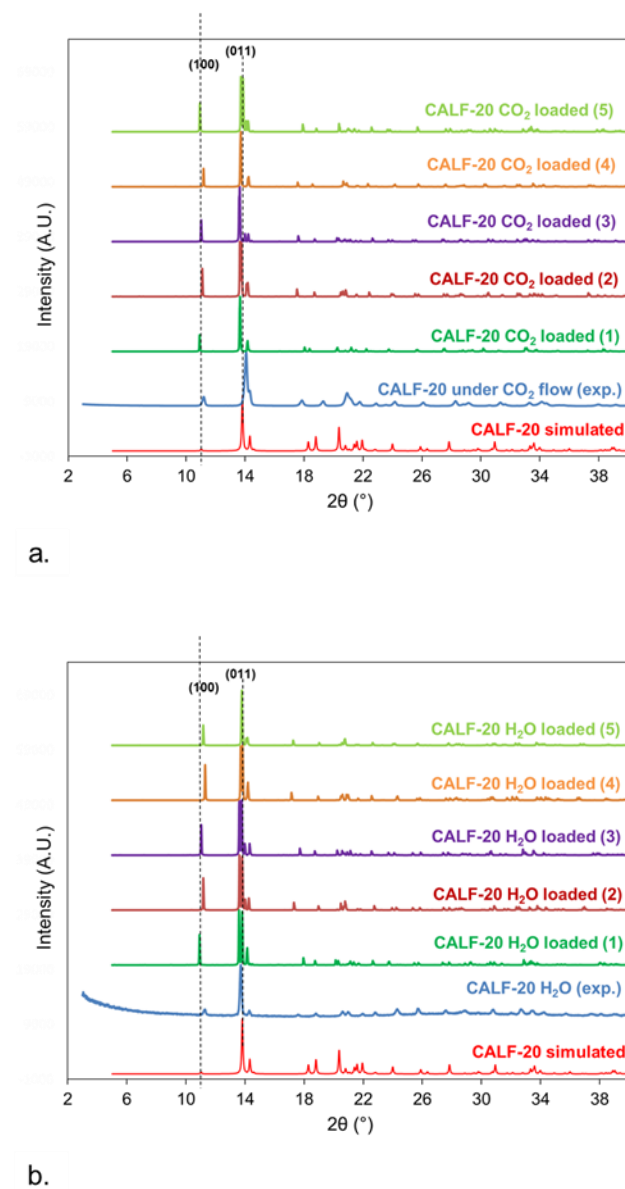 (100)
(011)
CALF-20 CO₂ loaded (5)
CALF-20 CO₂ loaded (4)
CALF-20 CO₂ loaded (3)
CALF-20 CO₂ loaded (2)
CALF-20 CO₂ loaded (1)
CALF-20 under CO₂ flow (exp.)
CALF-20 simulated
Intensity (A.U.)
2 6 10 14 18 22 26 30 34 38
2θ (°)
a.
(100)
(011)
CALF-20 H₂O loaded (5)
CALF-20 H₂O loaded (4)
CALF-20 H₂O loaded (3)
CALF-20 H₂O loaded (2)
CALF-20 H₂O loaded (1)
CALF-20 H₂O (exp.)
CALF-20 simulated
Intensity (A.U.)
2 6 10 14 18 22 26 30 34 38
2θ (°)
b.